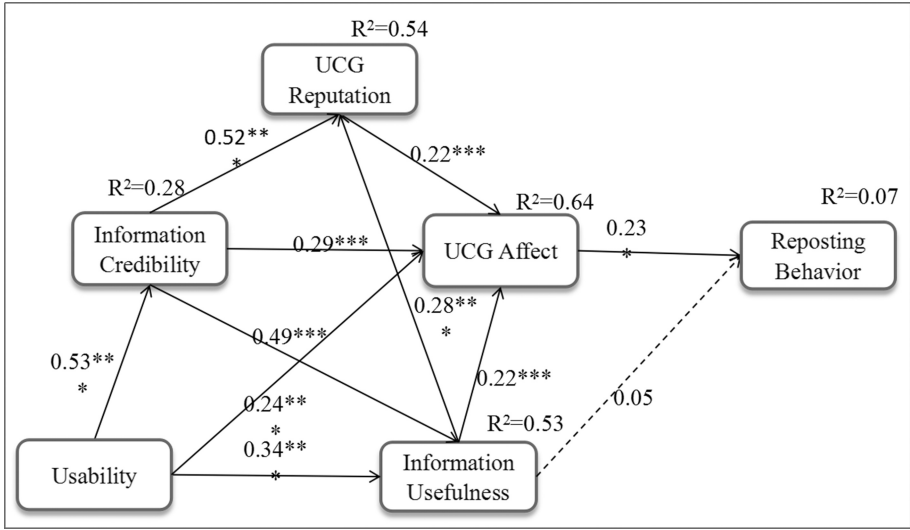 R²=0.54
UCG
Reputation
0.52**
*
0.22***
R²=0.28
R²=0.64
R²=0.07
Information
Credibility
0.29***
UCG Affect
0.23
*
Reposting
Behavior
0.28**
*
0.49***
0.53**
*
0.22***
0.05
0.24**
*
R²=0.53
0.34**
*
Usability
Information
Usefulness